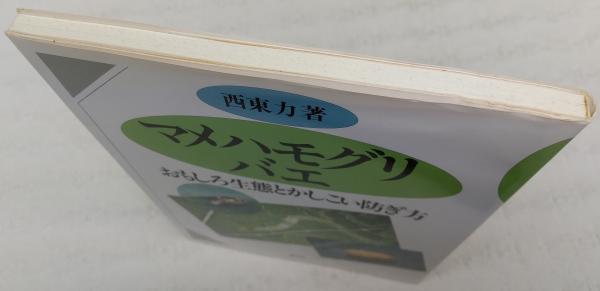 西東力著
マメハモグリ
バエ
おもしろ生態とかしこい防ぎ方